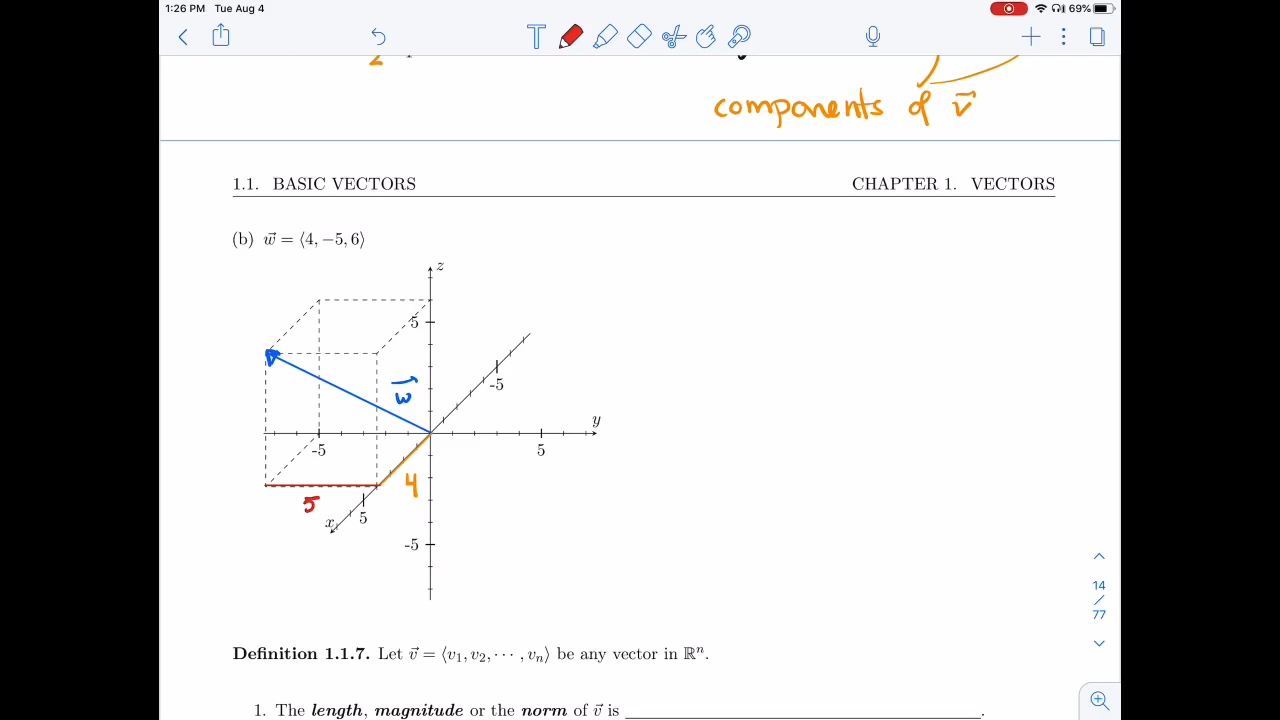 1:26 PM Tue Aug 4 69%
T
2
components of v⃗
1.1. BASIC VECTORS CHAPTER 1. VECTORS
(b) w⃗ = ⟨4, −5, 6⟩
z
5
-5
w⃗
y
-5 5
4
5
x 5
-5
14
/
77
Definition 1.1.7. Let v⃗ = ⟨v₁, v₂, ⋯ , vₙ⟩ be any vector in ℝⁿ.
1. The length, magnitude or the norm of v⃗ is ____________________.